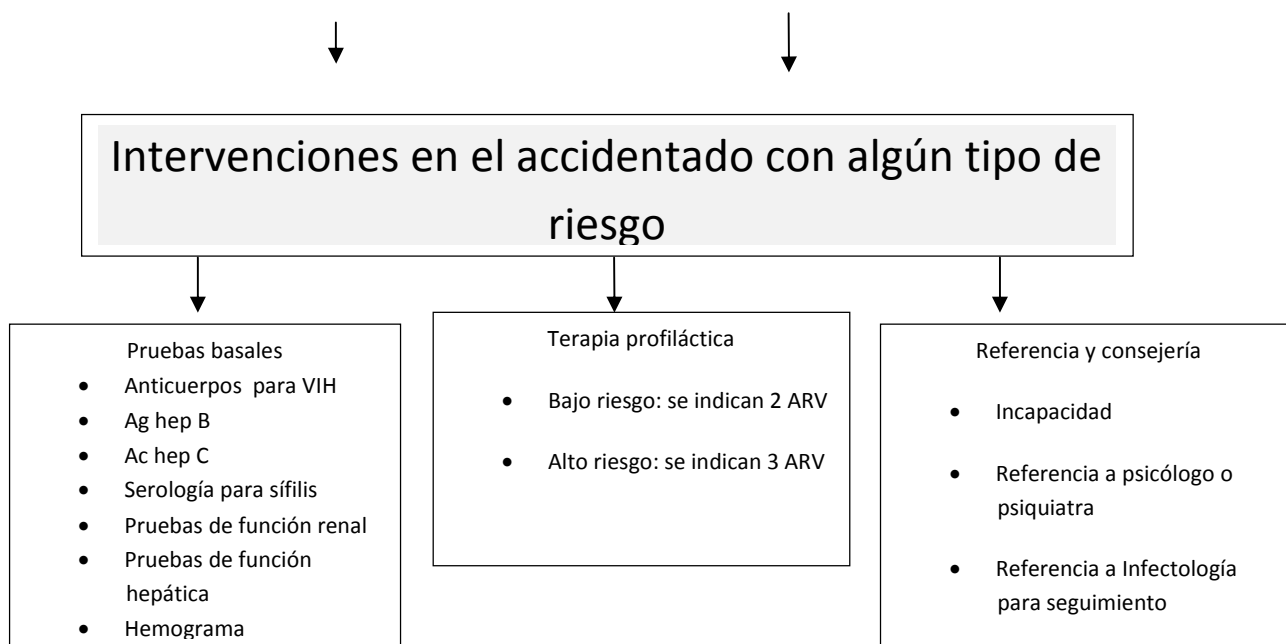 Intervenciones en el accidentado con algún tipo de
riesgo
Pruebas basales
• Anticuerpos para VIH
• Ag hep B
• Ac hep C
• Serología para sífilis
• Pruebas de función renal
• Pruebas de función
hepática
• Hemograma
Terapia profiláctica
• Bajo riesgo: se indican 2 ARV
• Alto riesgo: se indican 3 ARV
Referencia y consejería
• Incapacidad
• Referencia a psicólogo o
psiquiatra
• Referencia a Infectología
para seguimiento